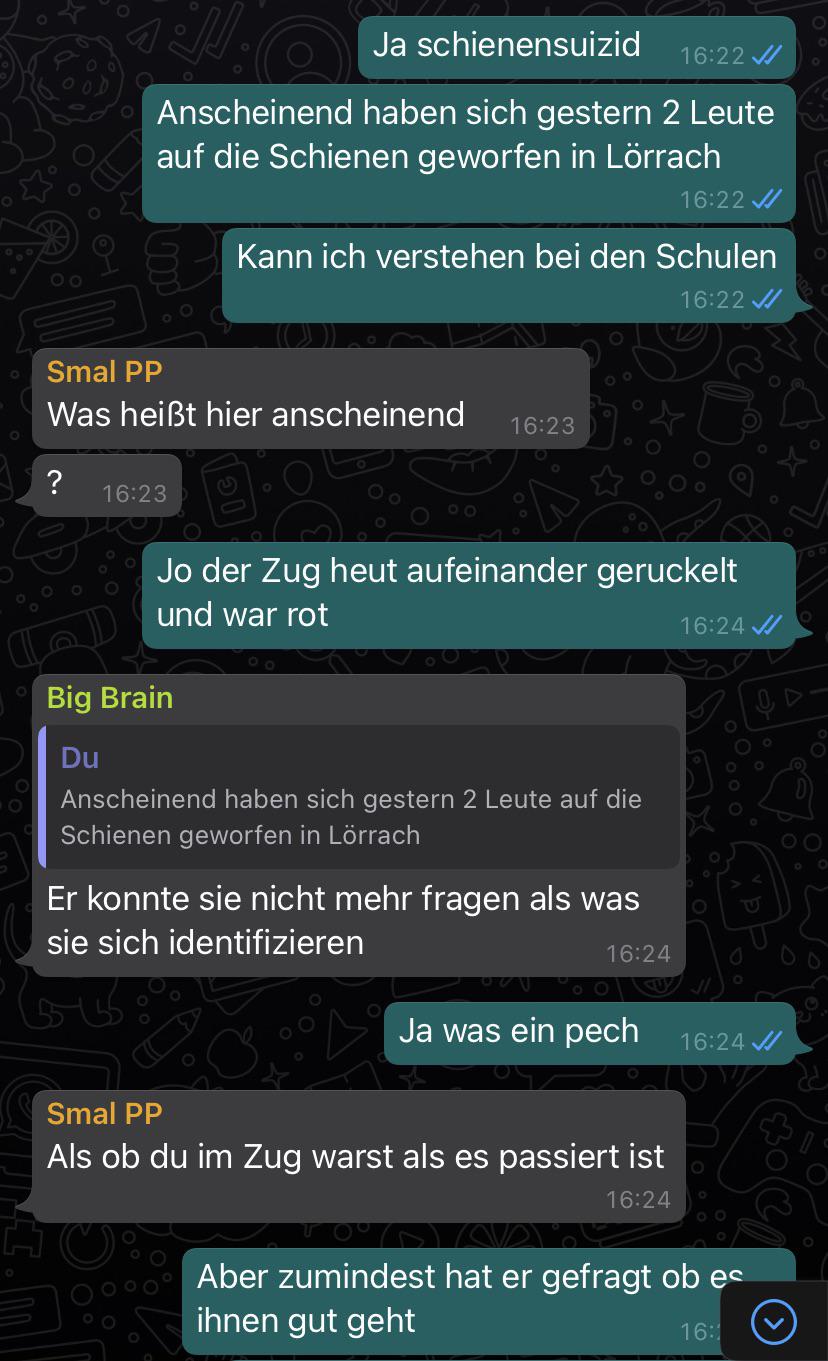 Ja schienensuizid 16:22
Anscheinend haben sich gestern 2 Leute
auf die Schienen geworfen in Lörrach
16:22
Kann ich verstehen bei den Schulen
16:22
Smal PP
Was heißt hier anscheinend 16:23
? 16:23
Jo der Zug heut aufeinander geruckelt
und war rot 16:24
Big Brain
Du
Anscheinend haben sich gestern 2 Leute auf die
Schienen geworfen in Lörrach
Er konnte sie nicht mehr fragen als was
sie sich identifizieren 16:24
Ja was ein pech 16:24
Smal PP
Als ob du im Zug warst als es passiert ist
16:24
Aber zumindest hat er gefragt ob es
ihnen gut geht